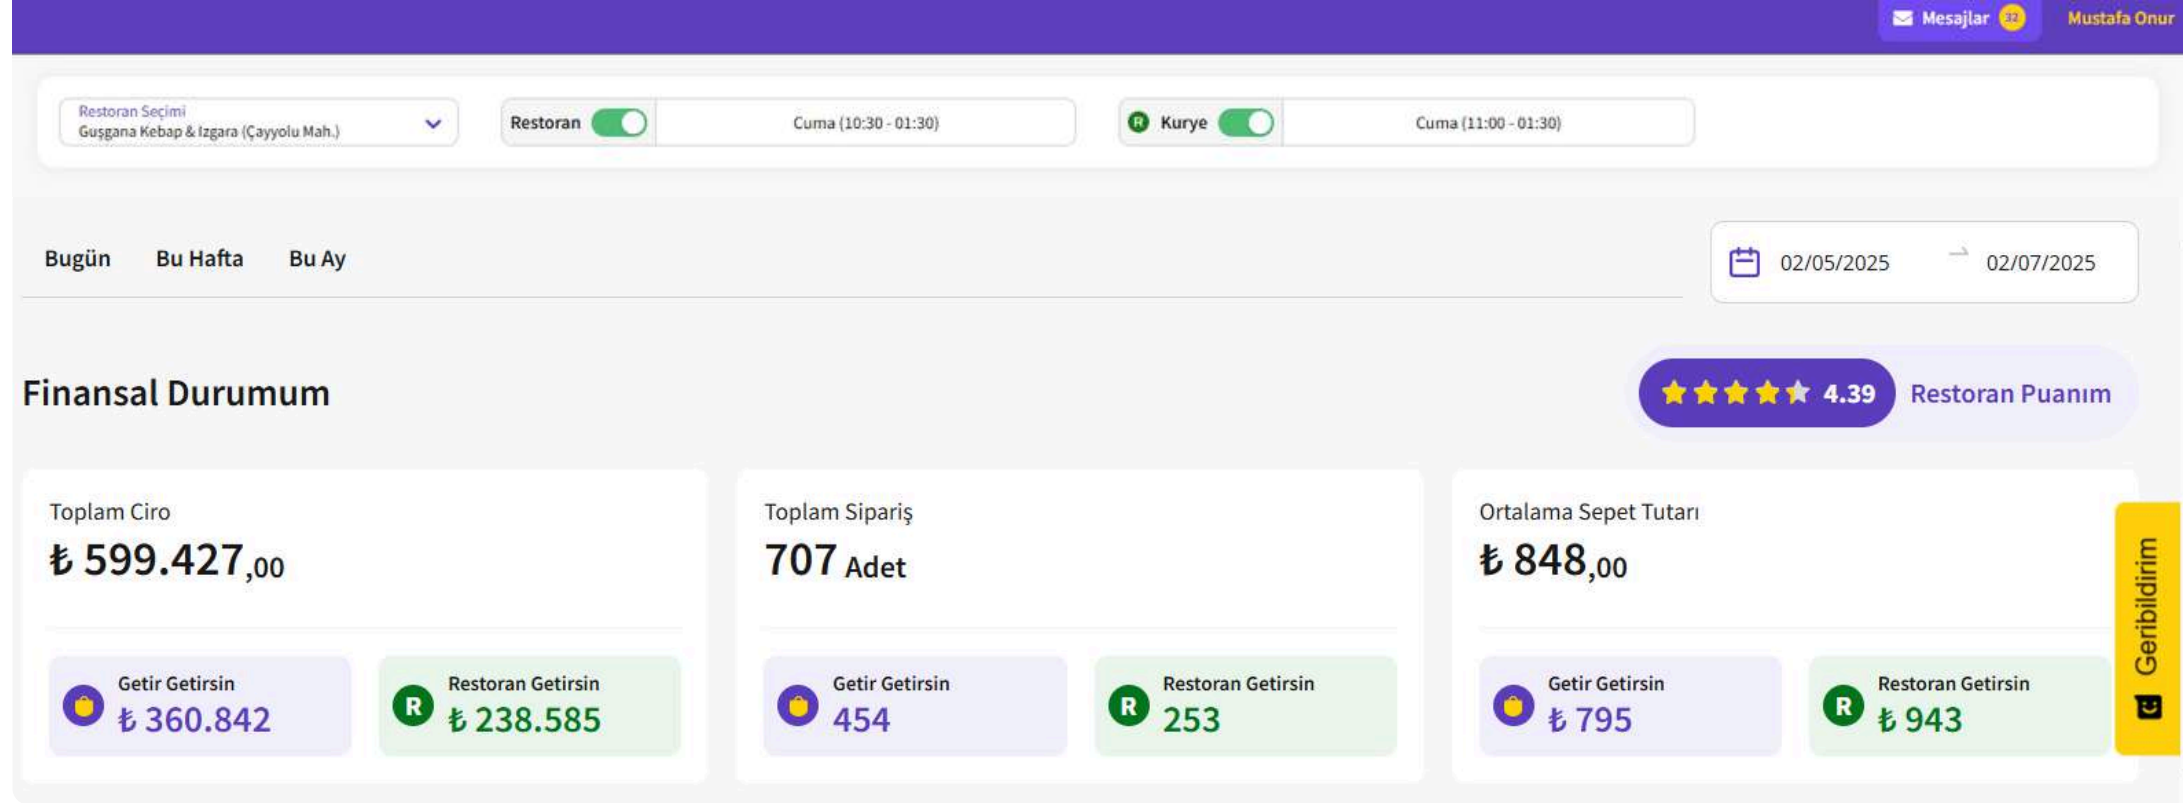 Mesajlar 32 Mustafa Onur
Restoran Seçimi
Guşgana Kebap & Izgara (Çayyolu Mah.)
Restoran Cuma (10:30 - 01:30)
R Kurye Cuma (11:00 - 01:30)
Bugün Bu Hafta Bu Ay
02/05/2025 02/07/2025
Finansal Durumum
4.39 Restoran Puanım
Toplam Ciro
₺ 599.427,00
Getir Getirsin
₺ 360.842
R Restoran Getirsin
₺ 238.585
Toplam Sipariş
707 Adet
Getir Getirsin
454
R Restoran Getirsin
253
Ortalama Sepet Tutarı
₺ 848,00
Getir Getirsin
₺ 795
R Restoran Getirsin
₺ 943
Geribildirim